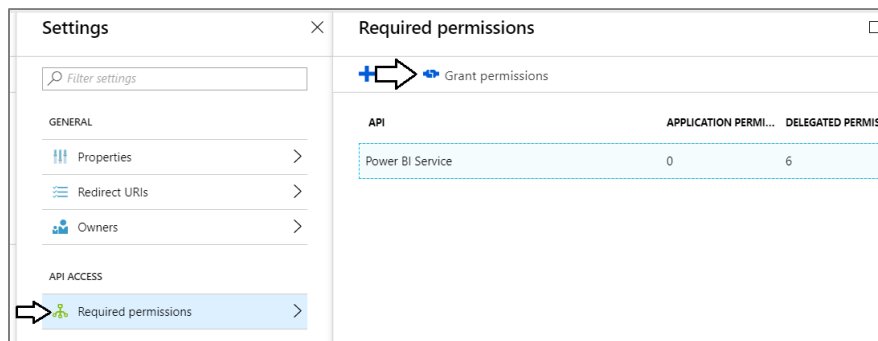 Settings
Filter settings
GENERAL
Properties
Redirect URIs
Owners
API ACCESS
Required permissions
Required permissions
Grant permissions
API APPLICATION PERMI... DELEGATED PERMIS
Power BI Service 0 6